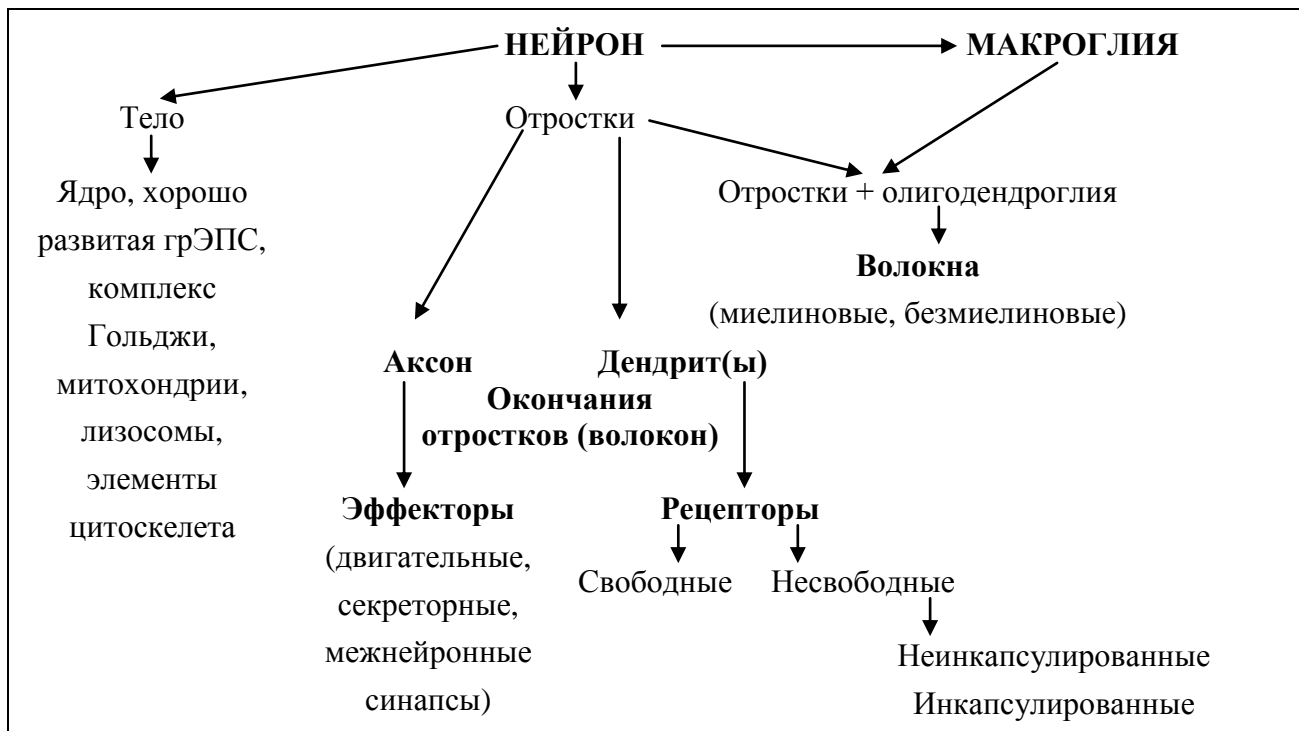 НЕЙРОН
МАКРОГЛИЯ
Тело
Отростки
Ядро, хорошо
развитая грЭПС,
комплекс
Гольджи,
митохондрии,
лизосомы,
элементы
цитоскелета
Отростки + олигодендроглия
Волокна
(миелиновые, безмиелиновые)
Аксон
Дендрит(ы)
Окончания
отростков (волокон)
Эффекторы
(двигательные,
секреторные,
межнейронные
синапсы)
Рецепторы
Свободные
Несвободные
Неинкапсулированные
Инкапсулированные